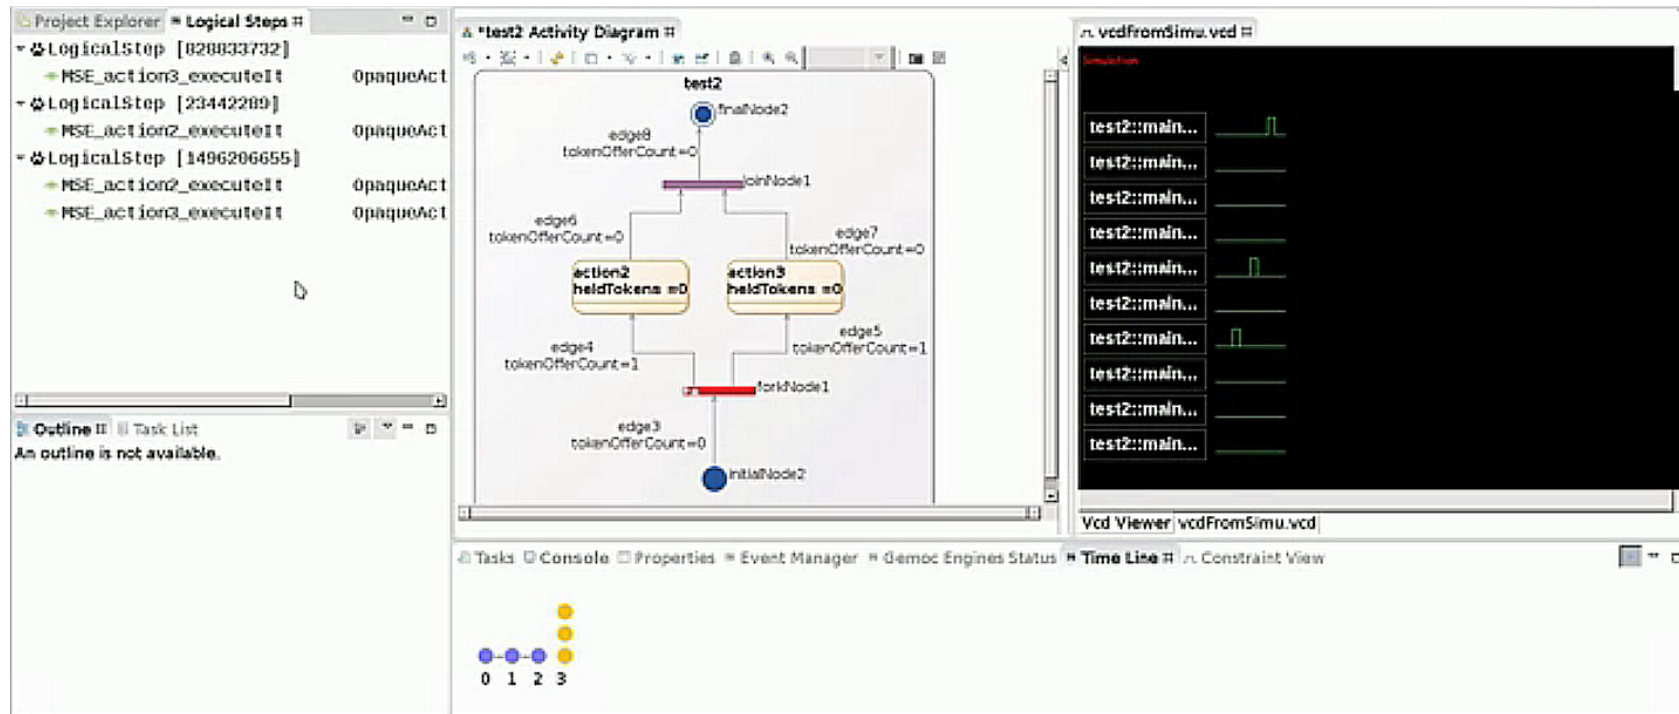 Project Explorer Logical Steps
LogicalStep [828833732]
MSE_action3_executeIt OpaqueAct
LogicalStep [23442289]
MSE_action2_executeIt OpaqueAct
LogicalStep [1496206655]
MSE_action2_executeIt OpaqueAct
MSE_action3_executeIt OpaqueAct
Outline Task List
An outline is not available.
*test2 Activity Diagram
test2
finalNode2
edge8
tokenOfferCount=0
joinNode1
edge6
tokenOfferCount=0
edge7
tokenOfferCount=0
action2
heldTokens =0
action3
heldTokens =0
edge4
tokenOfferCount=1
edge5
tokenOfferCount=1
forkNode1
edge3
tokenOfferCount=0
initialNode2
vcdFromSimu.vcd
Simulation
test2::main...
test2::main...
test2::main...
test2::main...
test2::main...
test2::main...
test2::main...
test2::main...
test2::main...
test2::main...
Vcd Viewer vcdFromSimu.vcd
Tasks Console Properties Event Manager Gemoc Engines Status Time Line Constraint View
0 1 2 3